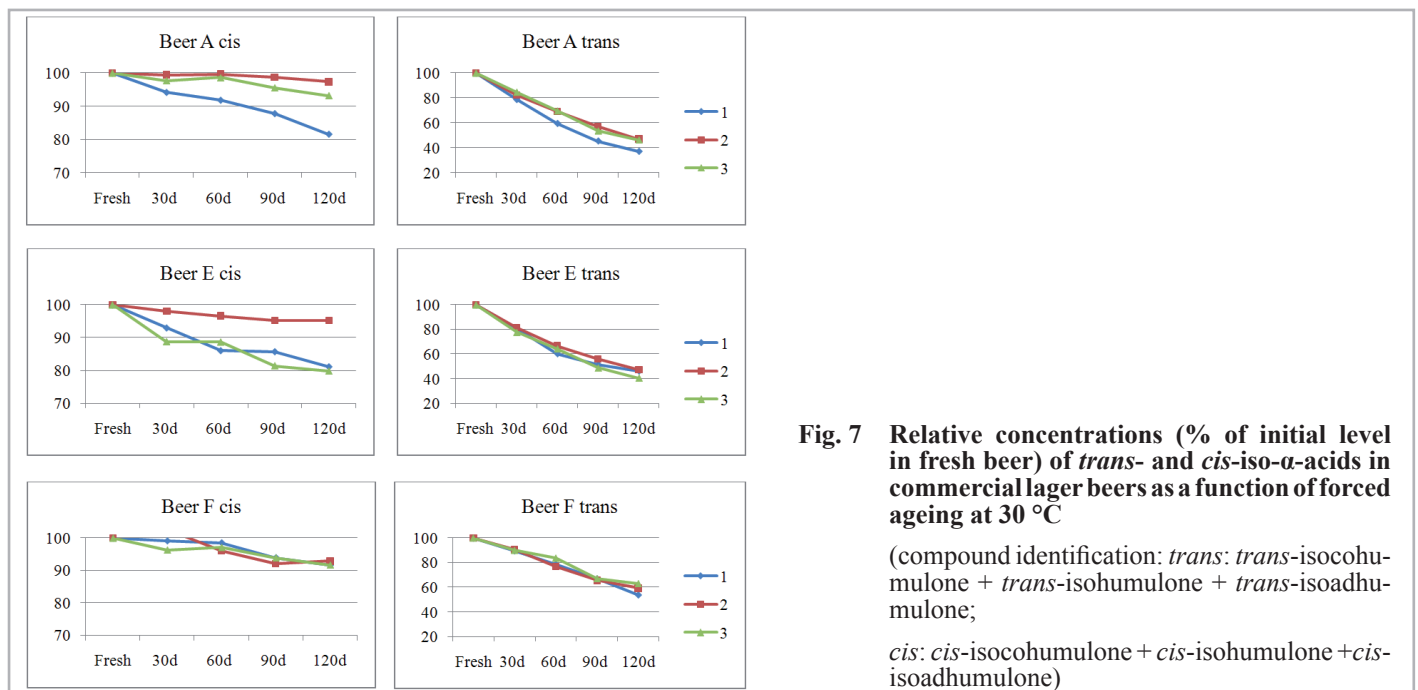 Beer A cis
100
90
80
70
Fresh 30d 60d 90d 120d
Beer A trans
100
80
60
40
20
Fresh 30d 60d 90d 120d
1
2
3
Beer E cis
100
90
80
70
Fresh 30d 60d 90d 120d
Beer E trans
100
80
60
40
20
Fresh 30d 60d 90d 120d
1
2
3
Beer F cis
100
90
80
70
Fresh 30d 60d 90d 120d
Beer F trans
100
80
60
40
20
Fresh 30d 60d 90d 120d
1
2
3
Fig. 7 Relative concentrations (% of initial level
in fresh beer) of trans- and cis-iso-α-acids in
commercial lager beers as a function of forced
ageing at 30 °C
(compound identification: trans: trans-isocohu-
mulone + trans-isohumulone + trans-isoadhu-
mulone;
cis: cis-isocohumulone + cis-isohumulone +cis-
isoadhumulone)